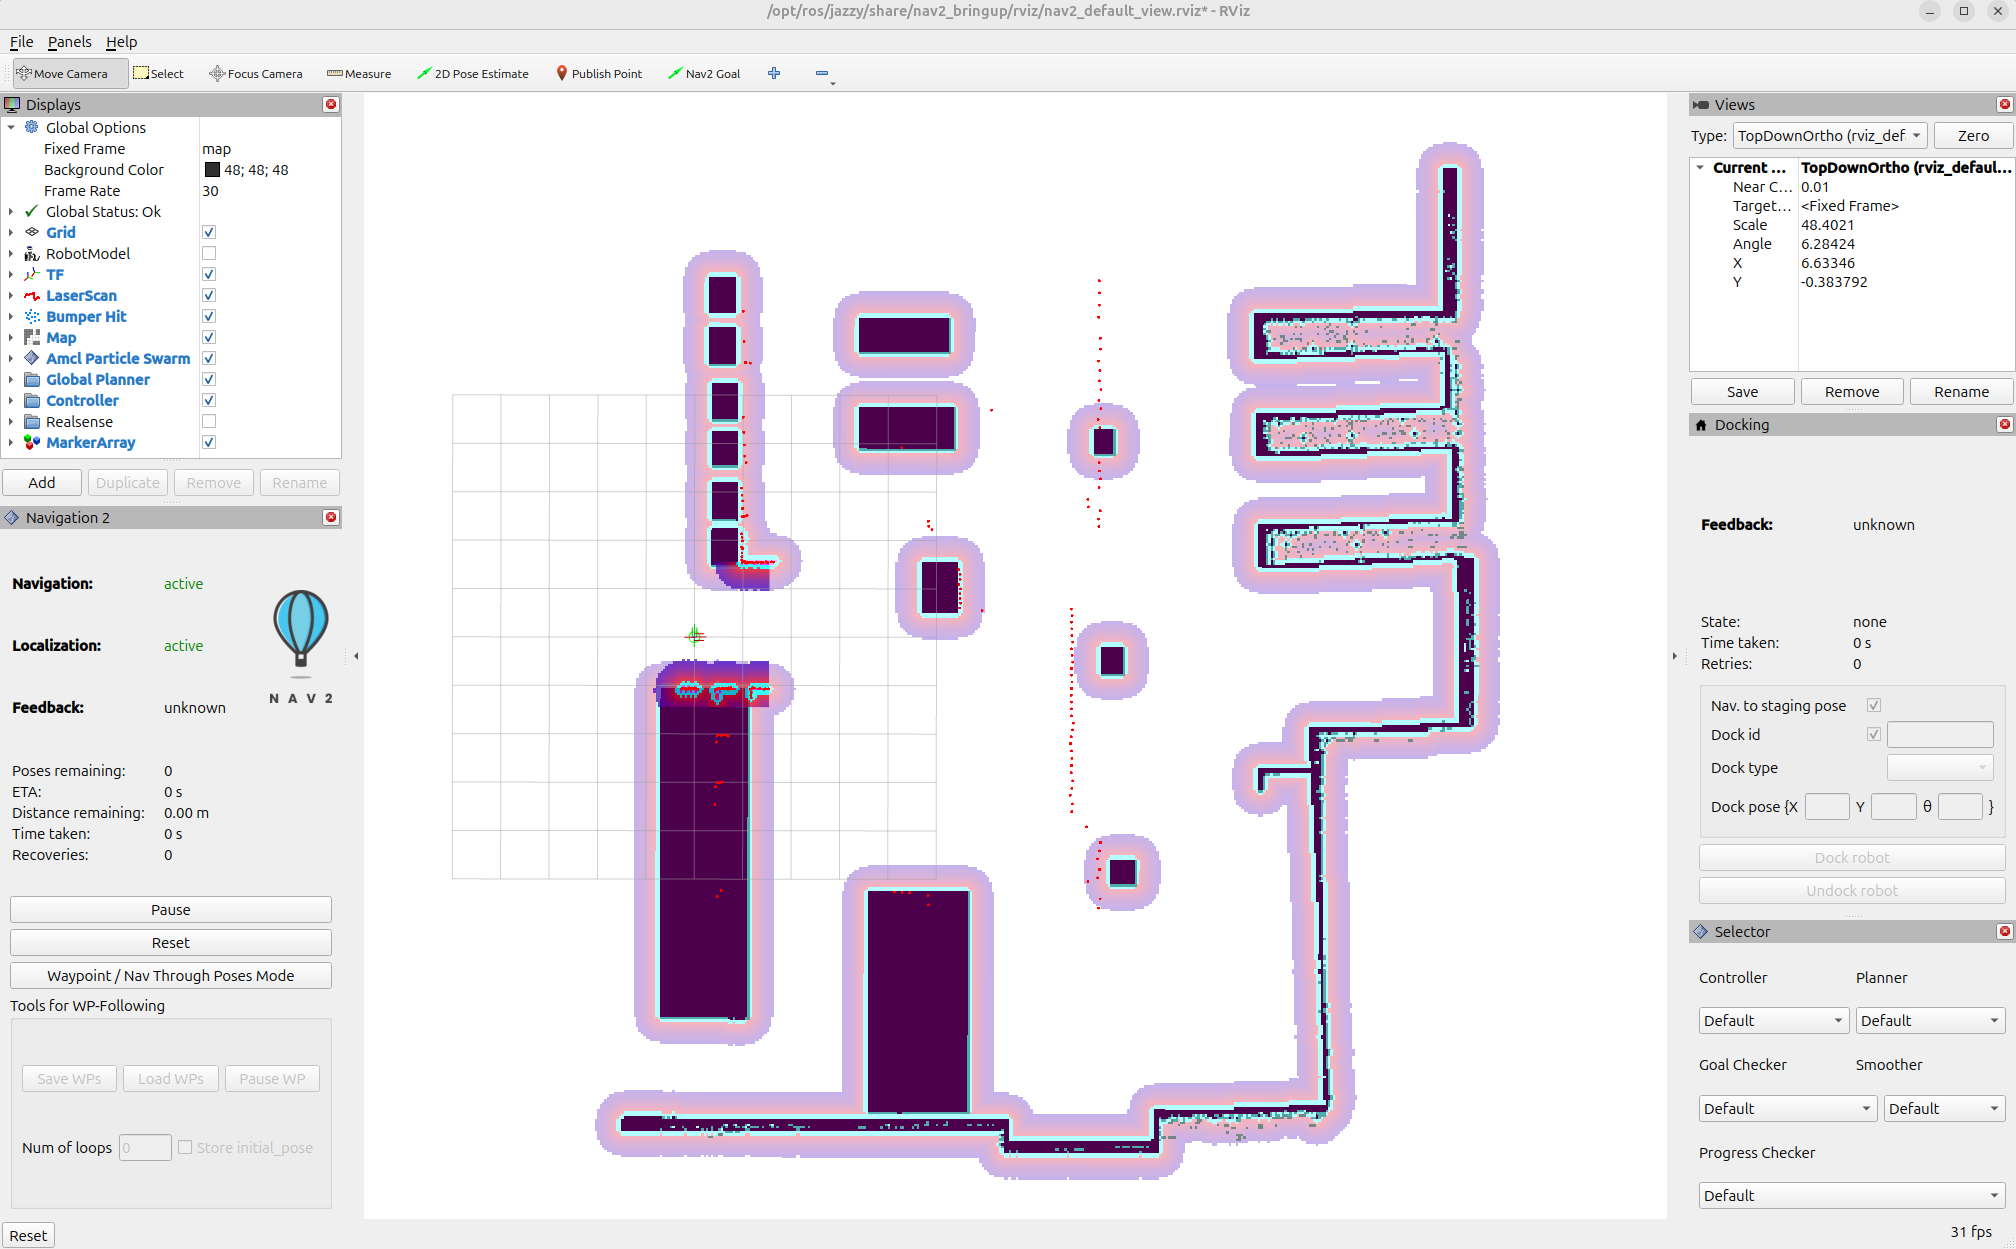 /opt/ros/jazzy/share/nav2_bringup/rviz/nav2_default_view.rviz* - RViz
File Panels Help
Move Camera Select Focus Camera Measure 2D Pose Estimate Publish Point Nav2 Goal
Displays
Global Options
Fixed Frame map
Background Color 48; 48; 48
Frame Rate 30
Global Status: Ok
Grid
RobotModel
TF
LaserScan
Bumper Hit
Map
Amcl Particle Swarm
Global Planner
Controller
Realsense
MarkerArray
Add Duplicate Remove Rename
Navigation 2
Navigation: active
Localization: active
NAV2
Feedback: unknown
Poses remaining: 0
ETA: 0 s
Distance remaining: 0.00 m
Time taken: 0 s
Recoveries: 0
Pause
Reset
Waypoint / Nav Through Poses Mode
Tools for WP-Following
Save WPs Load WPs Pause WP
Num of loops 0 Store initial_pose
Reset
Views
Type: TopDownOrtho (rviz_def Zero
Current ... TopDownOrtho (rviz_defaul...
Near C... 0.01
Target... <Fixed Frame>
Scale 48.4021
Angle 6.28424
X 6.63346
Y -0.383792
Save Remove Rename
Docking
Feedback: unknown
State: none
Time taken: 0 s
Retries: 0
Nav. to staging pose
Dock id
Dock type
Dock pose {X Y θ }
Dock robot
Undock robot
Selector
Controller Planner
Default Default
Goal Checker Smoother
Default Default
Progress Checker
Default
31 fps